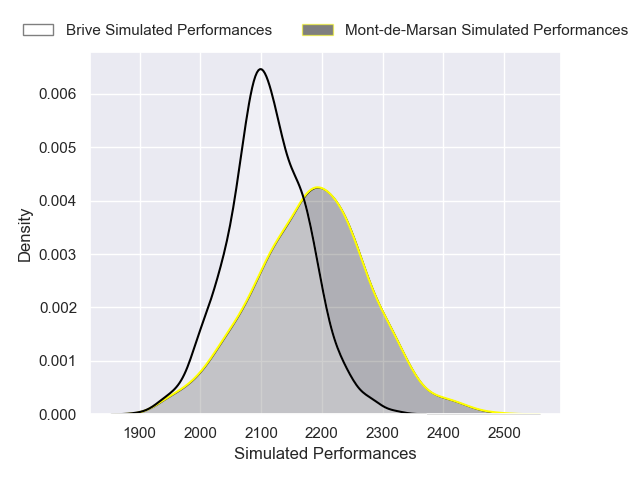 Brive Simulated Performances
Mont-de-Marsan Simulated Performances
0.006
0.005
0.004
0.003
0.002
0.001
0.000
Density
1900 2000 2100 2200 2300 2400 2500
Simulated Performances